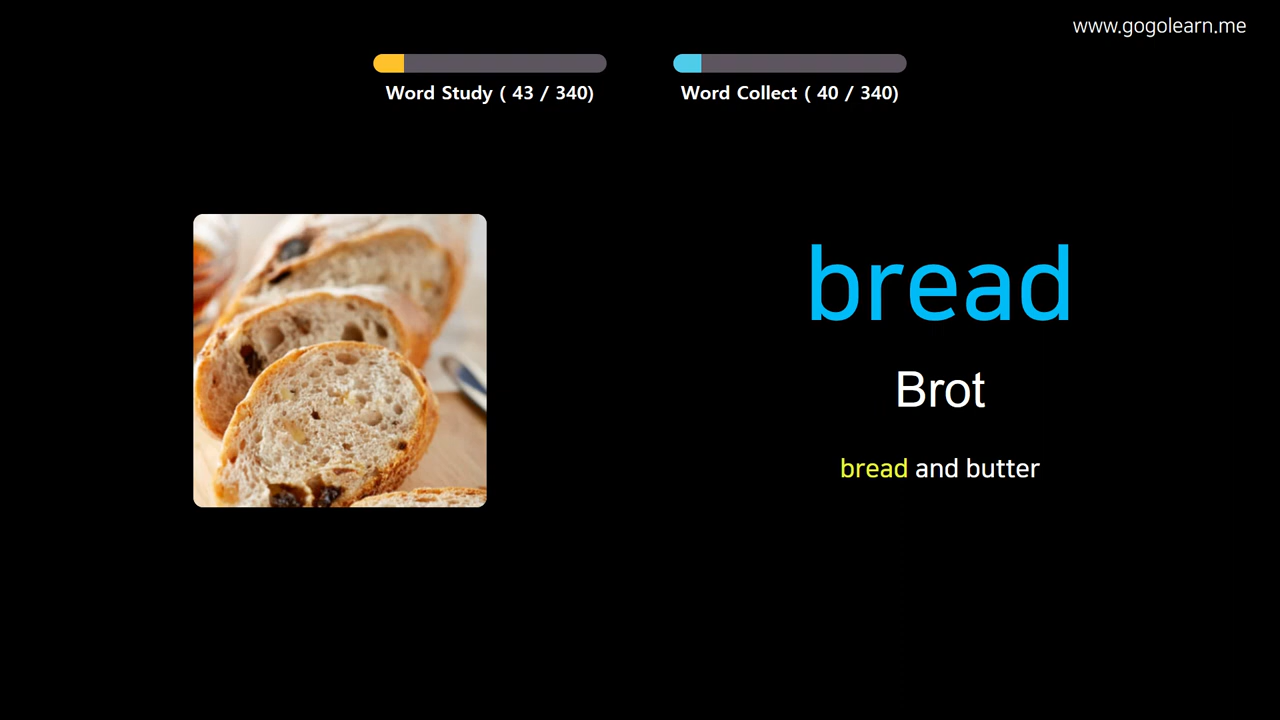 www.gogolearn.me
Word Study ( 43 / 340)
Word Collect ( 40 / 340)
bread
Brot
bread and butter